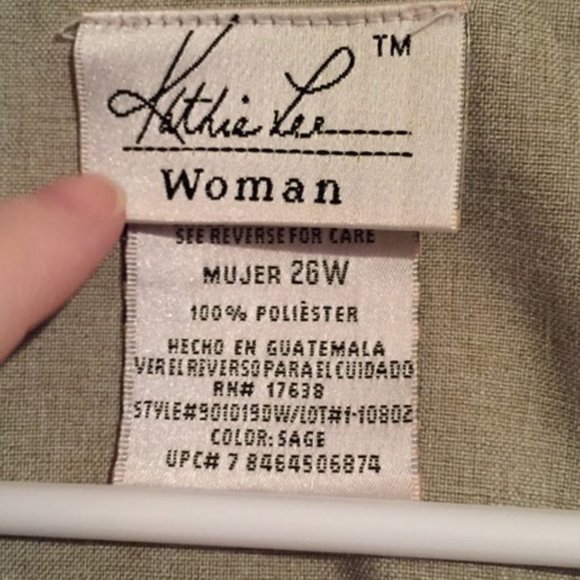 Kathie Lee ™
Woman
SEE REVERSE FOR CARE
MUJER 26W
100% POLIÈSTER
HECHO EN GUATEMALA
VER EL REVERSO PARA EL CUIDADO
RN# 17638
STYLE#9010190W/LOT#1-10802
COLOR: SAGE
UPC# 7 8464506874